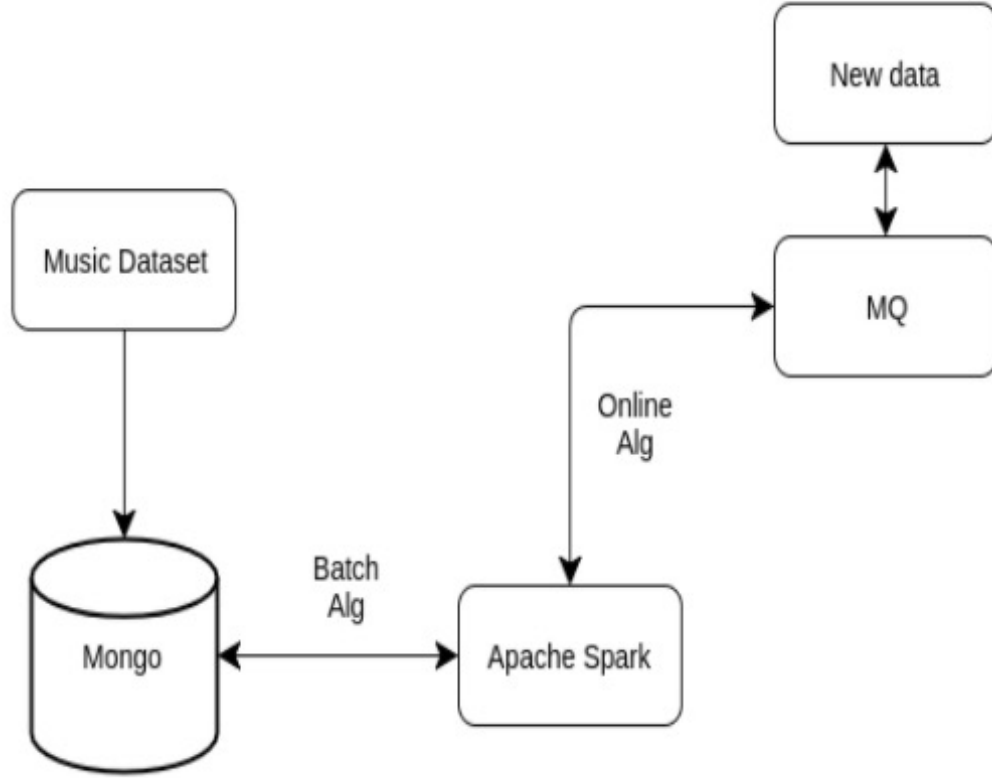 New data
Music Dataset
MQ
Online
Alg
Batch
Alg
Mongo
Apache Spark